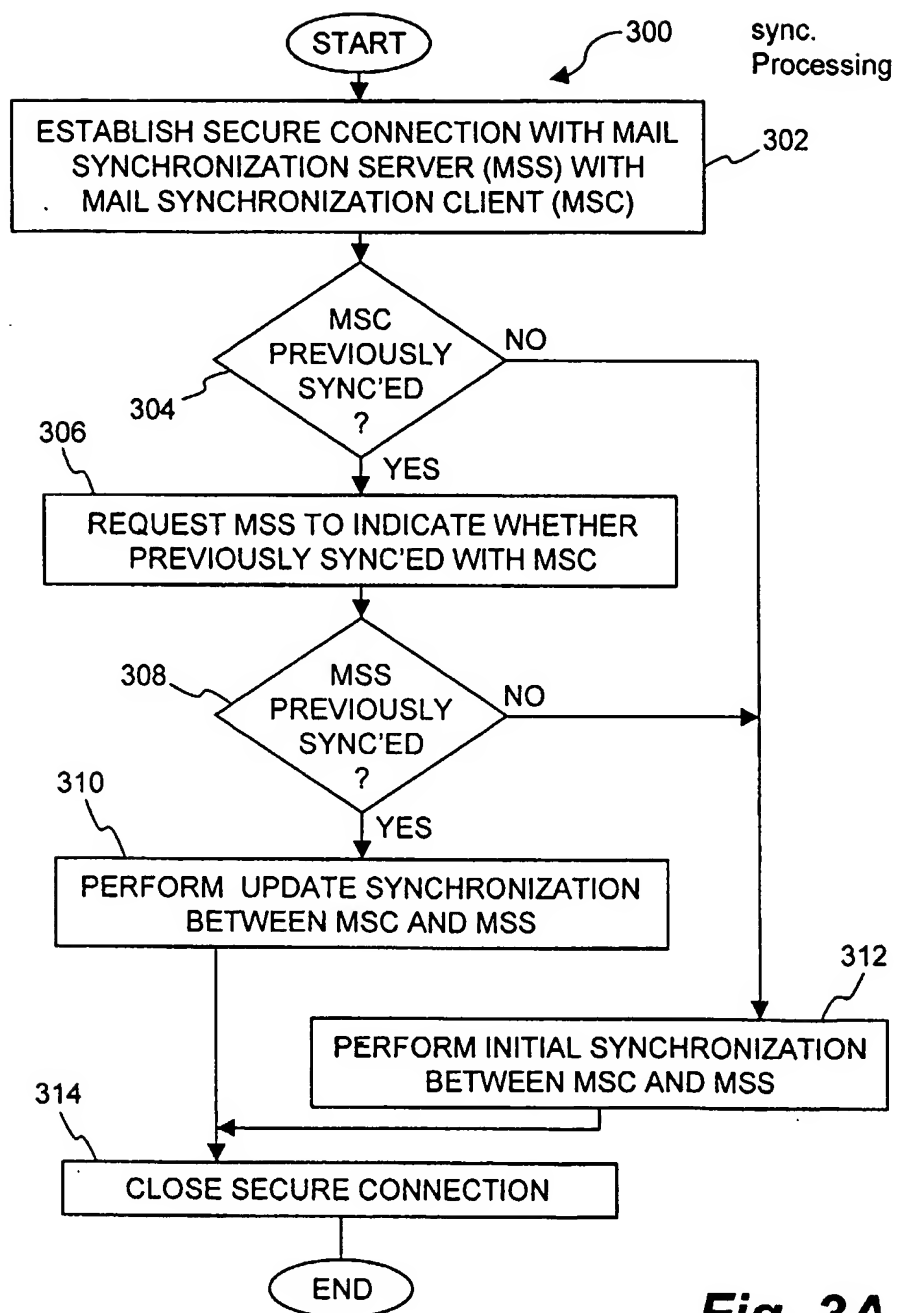 START
300
sync.
Processing
ESTABLISH SECURE CONNECTION WITH MAIL
SYNCHRONIZATION SERVER (MSS) WITH
MAIL SYNCHRONIZATION CLIENT (MSC)
302
MSC
PREVIOUSLY
SYNC'ED
?
NO
304
306
YES
REQUEST MSS TO INDICATE WHETHER
PREVIOUSLY SYNC'ED WITH MSC
308
MSS
PREVIOUSLY
SYNC'ED
?
NO
310
YES
PERFORM UPDATE SYNCHRONIZATION
BETWEEN MSC AND MSS
312
PERFORM INITIAL SYNCHRONIZATION
BETWEEN MSC AND MSS
314
CLOSE SECURE CONNECTION
END
Fig. 3A